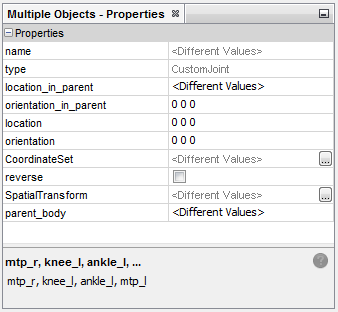 Multiple Objects - Properties
Properties
name <Different Values>
type CustomJoint
location_in_parent <Different Values>
orientation_in_parent 0 0 0
location 0 0 0
orientation 0 0 0
CoordinateSet <Different Values> ...
reverse
SpatialTransform <Different Values> ...
parent_body <Different Values>
mtp_r, knee_l, ankle_l, ...
mtp_r, knee_l, ankle_l, mtp_l